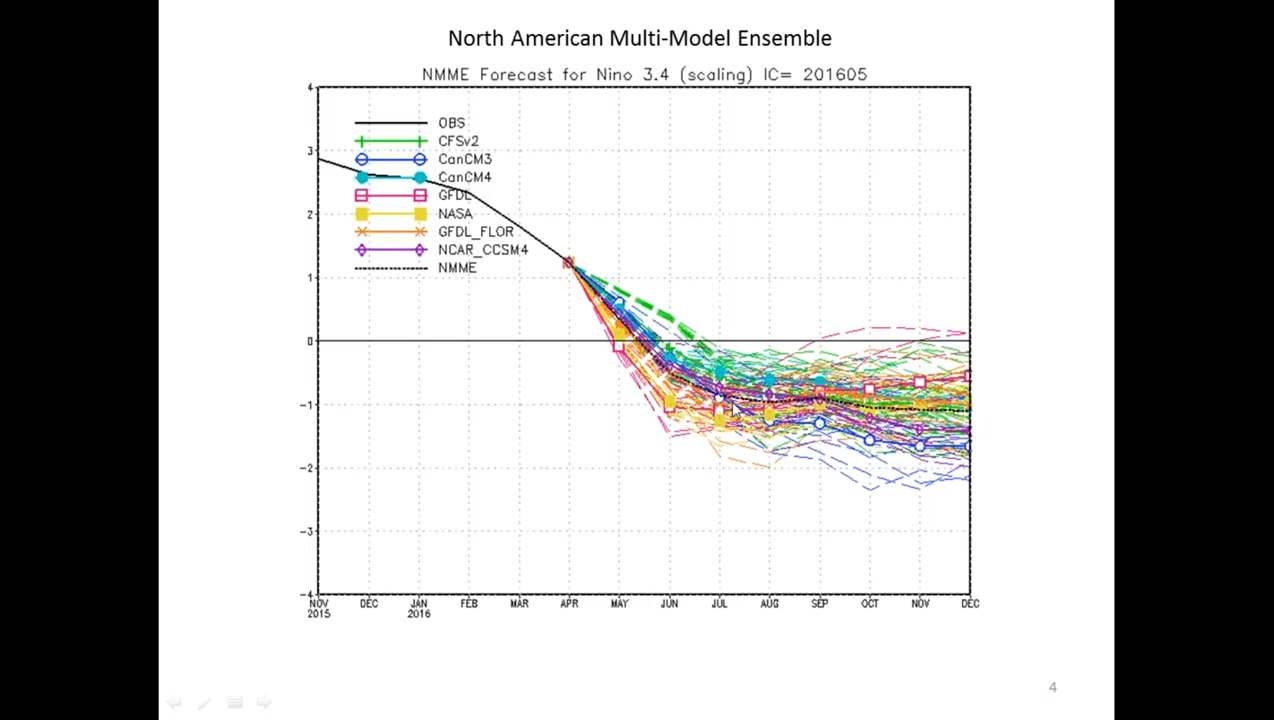 North American Multi-Model Ensemble
NMME Forecast for Nino 3.4 (scaling) IC= 201605
4
3
2
1
0
-1
-2
-3
-4
OBS
CFSv2
CanCM3
CanCM4
GFDL
NASA
GFDL_FLOR
NCAR_CCSM4
NMME
NOV DEC JAN FEB MAR APR MAY JUN JUL AUG SEP OCT NOV DEC
2015 2016
4